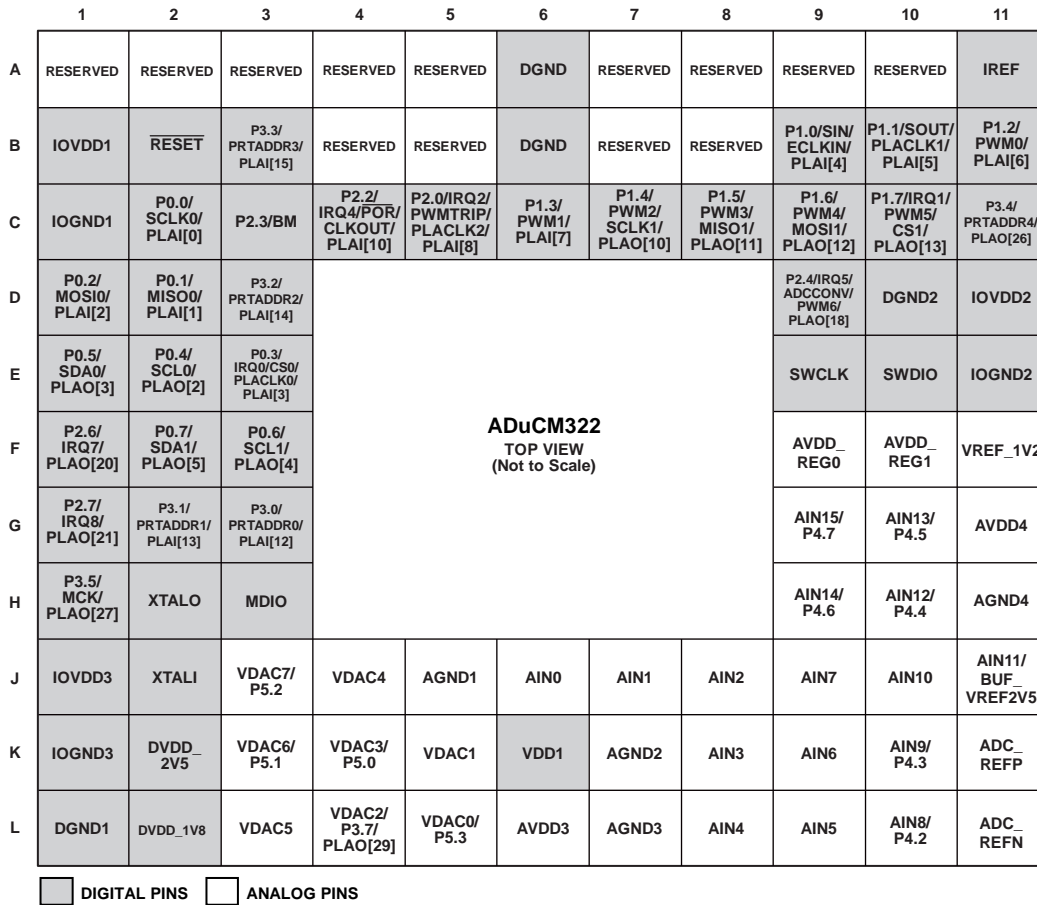 1 2 3 4 5 6 7 8 9 10 11
A RESERVED RESERVED RESERVED RESERVED RESERVED DGND RESERVED RESERVED RESERVED RESERVED IREF
B IOVDD1 RESET P3.3/ PRTADDR3/ PLAI[15] RESERVED RESERVED DGND RESERVED RESERVED P1.0/SIN/ ECLKIN/ PLAI[4] P1.1/SOUT/ PLACLK1/ PLAI[5] P1.2/ PWM0/ PLAI[6]
C IOGND1 P0.0/ SCLK0/ PLAI[0] P2.3/BM P2.2/ IRQ4/POR/ CLKOUT/ PLAI[10] P2.0/IRQ2/ PWMTRIP/ PLACLK2/ PLAI[8] P1.3/ PWM1/ PLAI[7] P1.4/ PWM2/ SCLK1/ PLAO[10] P1.5/ PWM3/ MISO1/ PLAO[11] P1.6/ PWM4/ MOSI1/ PLAO[12] P1.7/IRQ1/ PWM5/ CS1/ PLAO[13] P3.4/ PRTADDR4/ PLAO[26]
D P0.2/ MOSI0/ PLAI[2] P0.1/ MISO0/ PLAI[1] P3.2/ PRTADDR2/ PLAI[14] P2.4/IRQ5/ ADCCONV/ PWM6/ PLAO[18] DGND2 IOVDD2
E P0.5/ SDA0/ PLAO[3] P0.4/ SCL0/ PLAO[2] P0.3/ IRQ0/CS0/ PLACLK0/ PLAI[3] SWCLK SWDIO IOGND2
ADuCM322
TOP VIEW
(Not to Scale)
F P2.6/ IRQ7/ PLAO[20] P0.7/ SDA1/ PLAO[5] P0.6/ SCL1/ PLAO[4] AVDD_ REG0 AVDD_ REG1 VREF_1V2
G P2.7/ IRQ8/ PLAO[21] P3.1/ PRTADDR1/ PLAI[13] P3.0/ PRTADDR0/ PLAI[12] AIN15/ P4.7 AIN13/ P4.5 AVDD4
H P3.5/ MCK/ PLAO[27] XTALO MDIO AIN14/ P4.6 AIN12/ P4.4 AGND4
J IOVDD3 XTALI VDAC7/ P5.2 VDAC4 AGND1 AIN0 AIN1 AIN2 AIN7 AIN10 AIN11/ BUF_ VREF2V5
K IOGND3 DVDD_ 2V5 VDAC6/ P5.1 VDAC3/ P5.0 VDAC1 VDD1 AGND2 AIN3 AIN6 AIN9/ P4.3 ADC_ REFP
L DGND1 DVDD_1V8 VDAC5 VDAC2/ P3.7/ PLAO[29] VDAC0/ P5.3 AVDD3 AGND3 AIN4 AIN5 AIN8/ P4.2 ADC_ REFN
DIGITAL PINS ANALOG PINS